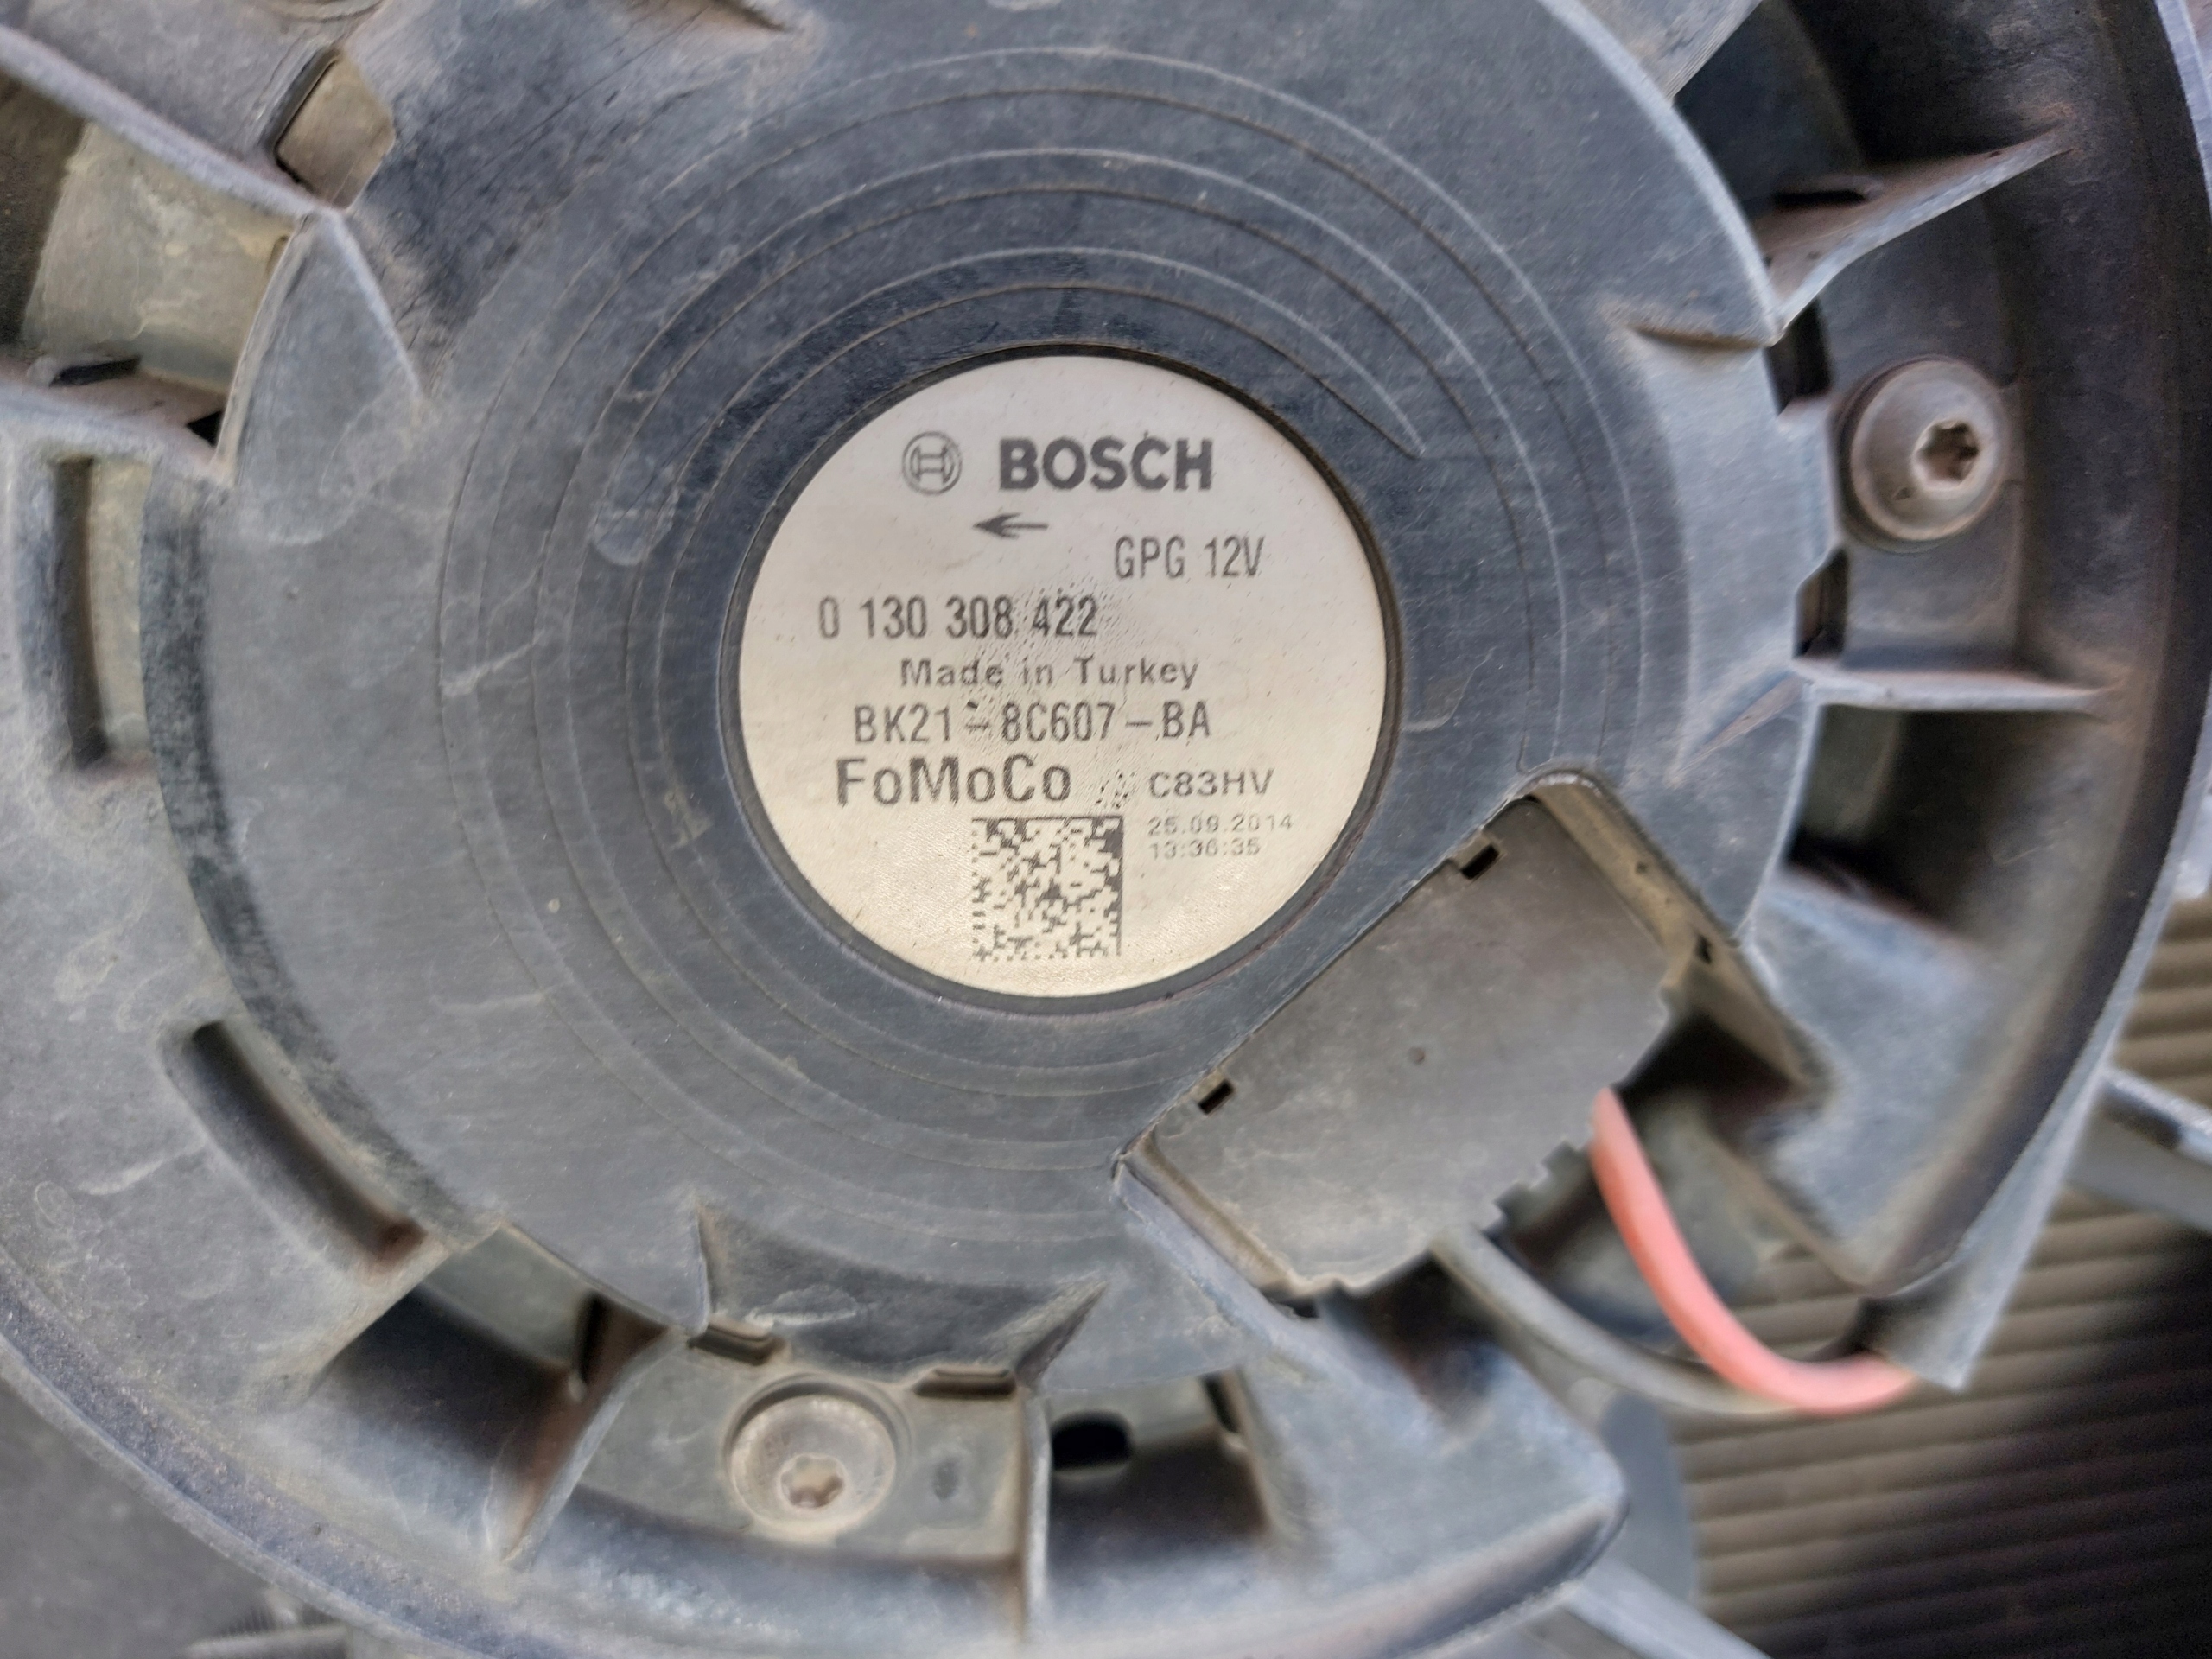 BOSCH
GPG 12V
0 130 308 422
Made in Turkey
BK21-8C607-BA
FoMoCo C83HV
25.09.2014
13:36:35